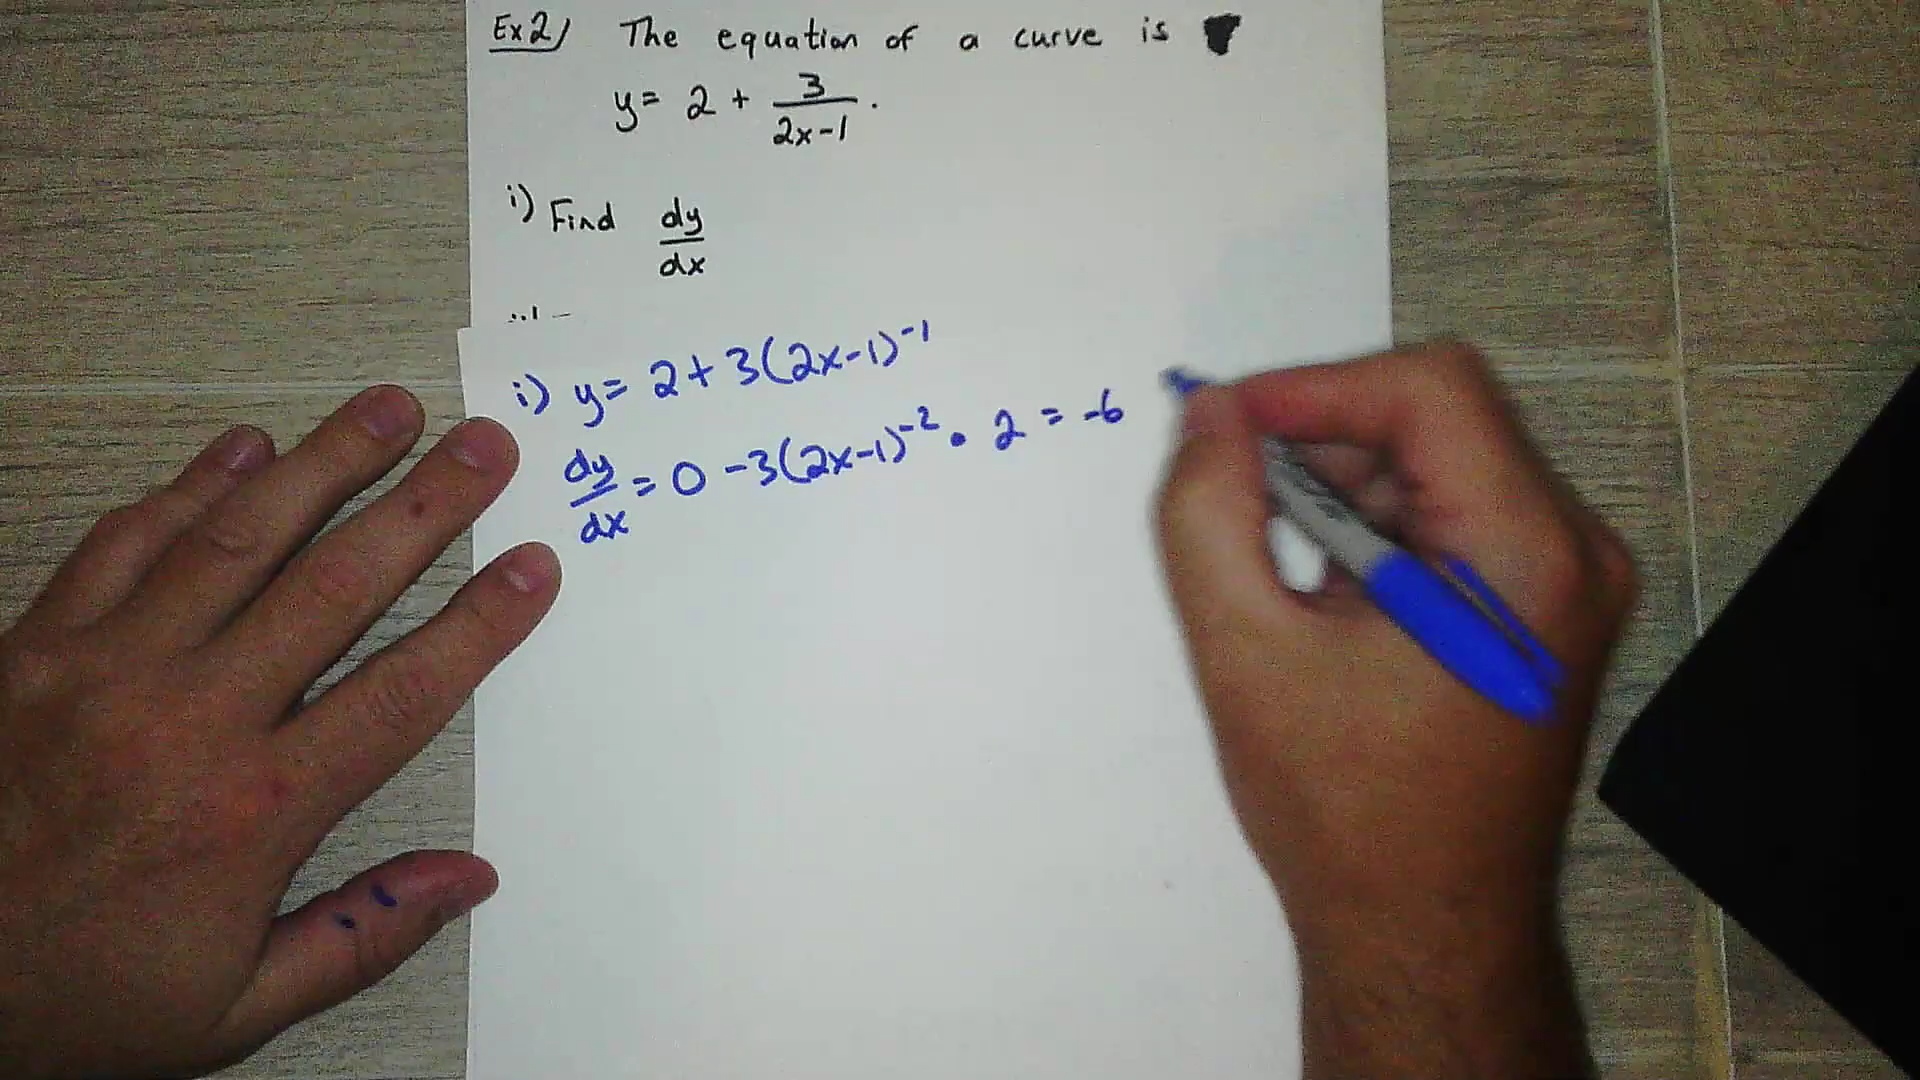 Ex2/ The equation of a curve is
y = 2 + 3/(2x-1).
i) Find dy/dx
i) y = 2 + 3(2x-1)⁻¹
dy/dx = 0 - 3(2x-1)⁻² • 2 = -6